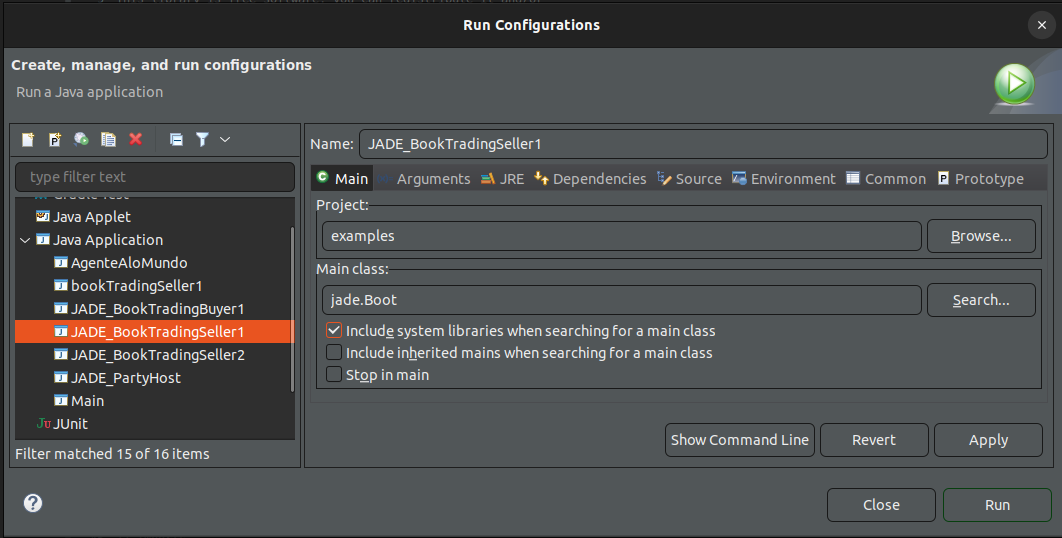 Run Configurations
Create, manage, and run configurations
Run a Java application
Name: JADE_BookTradingSeller1
type filter text
Java Applet
Java Application
AgenteAloMundo
bookTradingSeller1
JADE_BookTradingBuyer1
JADE_BookTradingSeller1
JADE_BookTradingSeller2
JADE_PartyHost
Main
JUnit
Filter matched 15 of 16 items
Main Arguments JRE Dependencies Source Environment Common Prototype
Project:
examples Browse...
Main class:
jade.Boot Search...
Include system libraries when searching for a main class
Include inherited mains when searching for a main class
Stop in main
Show Command Line Revert Apply
Close Run